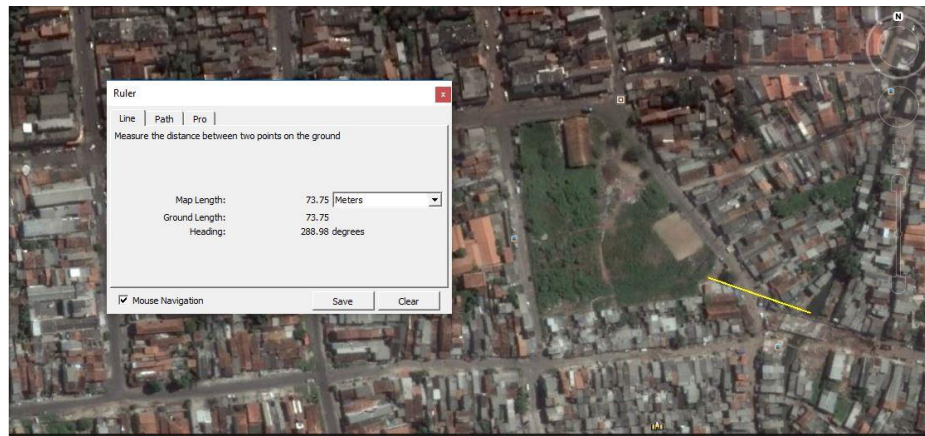 N
Ruler
x
Line Path Pro
Measure the distance between two points on the ground
Map Length: 73.75 Meters
Ground Length: 73.75
Heading: 288.98 degrees
Mouse Navigation Save Clear